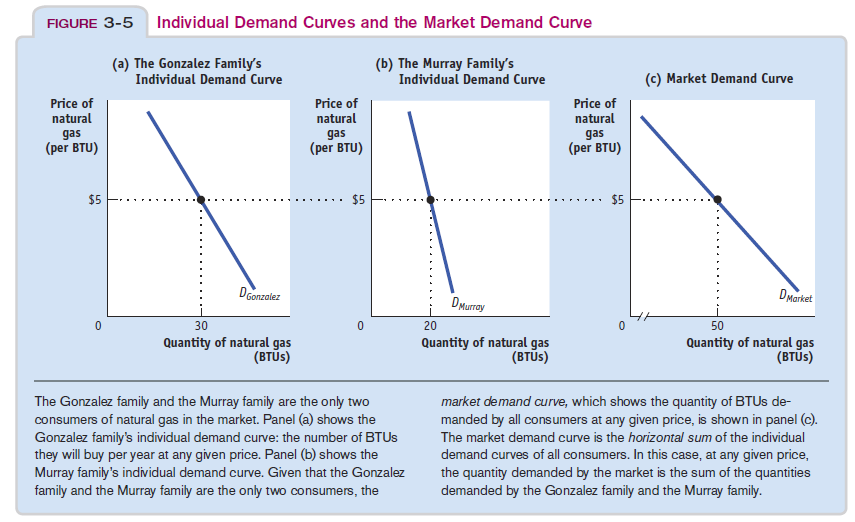 FIGURE 3-5 Individual Demand Curves and the Market Demand Curve
(a) The Gonzalez Family's
Individual Demand Curve
Price of
natural
gas
(per BTU)
$5
D Gonzalez
0
30
Quantity of natural gas
(BTUs)
(b) The Murray Family's
Individual Demand Curve
Price of
natural
gas
(per BTU)
$5
D Murray
0
20
Quantity of natural gas
(BTUs)
(c) Market Demand Curve
Price of
natural
gas
(per BTU)
$5
D Market
0
50
Quantity of natural gas
(BTUs)
The Gonzalez family and the Murray family are the only two
consumers of natural gas in the market. Panel (a) shows the
Gonzalez family's individual demand curve: the number of BTUs
they will buy per year at any given price. Panel (b) shows the
Murray family's individual demand curve. Given that the Gonzalez
family and the Murray family are the only two consumers, the
market demand curve, which shows the quantity of BTUs de-
manded by all consumers at any given price, is shown in panel (c).
The market demand curve is the horizontal sum of the individual
demand curves of all consumers. In this case, at any given price,
the quantity demanded by the market is the sum of the quantities
demanded by the Gonzalez family and the Murray family.